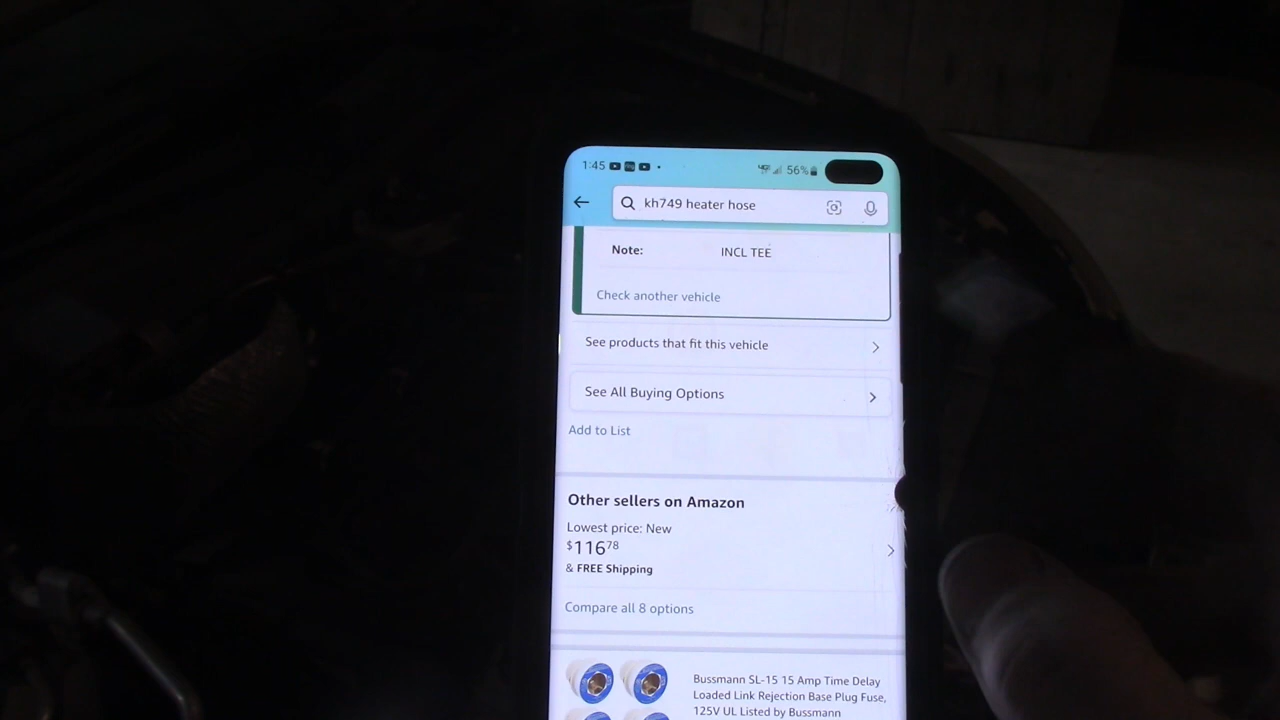 1:45
56%
kh749 heater hose
Note: INCL TEE
Check another vehicle
See products that fit this vehicle
See All Buying Options
Add to List
Other sellers on Amazon
Lowest price: New
$11678
& FREE Shipping
Compare all 8 options
Bussmann SL-15 15 Amp Time Delay
Loaded Link Rejection Base Plug Fuse,
125V UL Listed by Bussmann